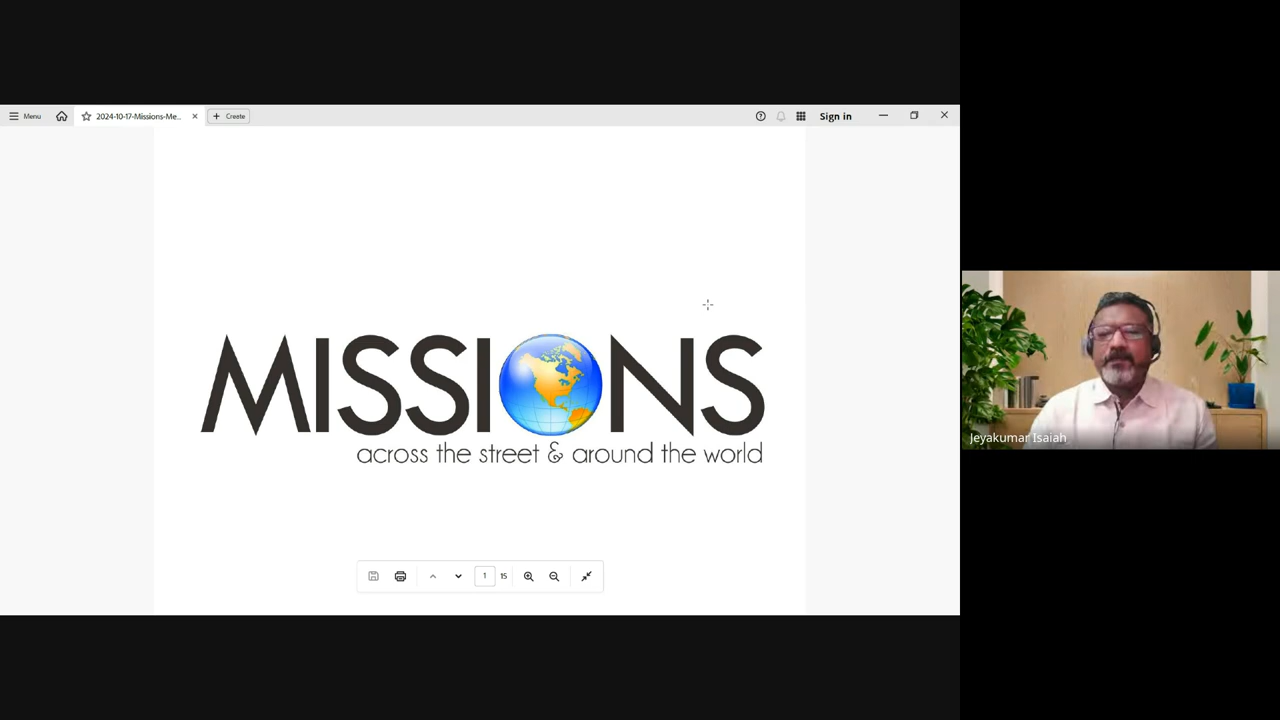 Menu
2024-10-17-Missions-Me...
Create
Sign in
MISSIONS
across the street & around the world
1
15
Jeyakumar Isaiah